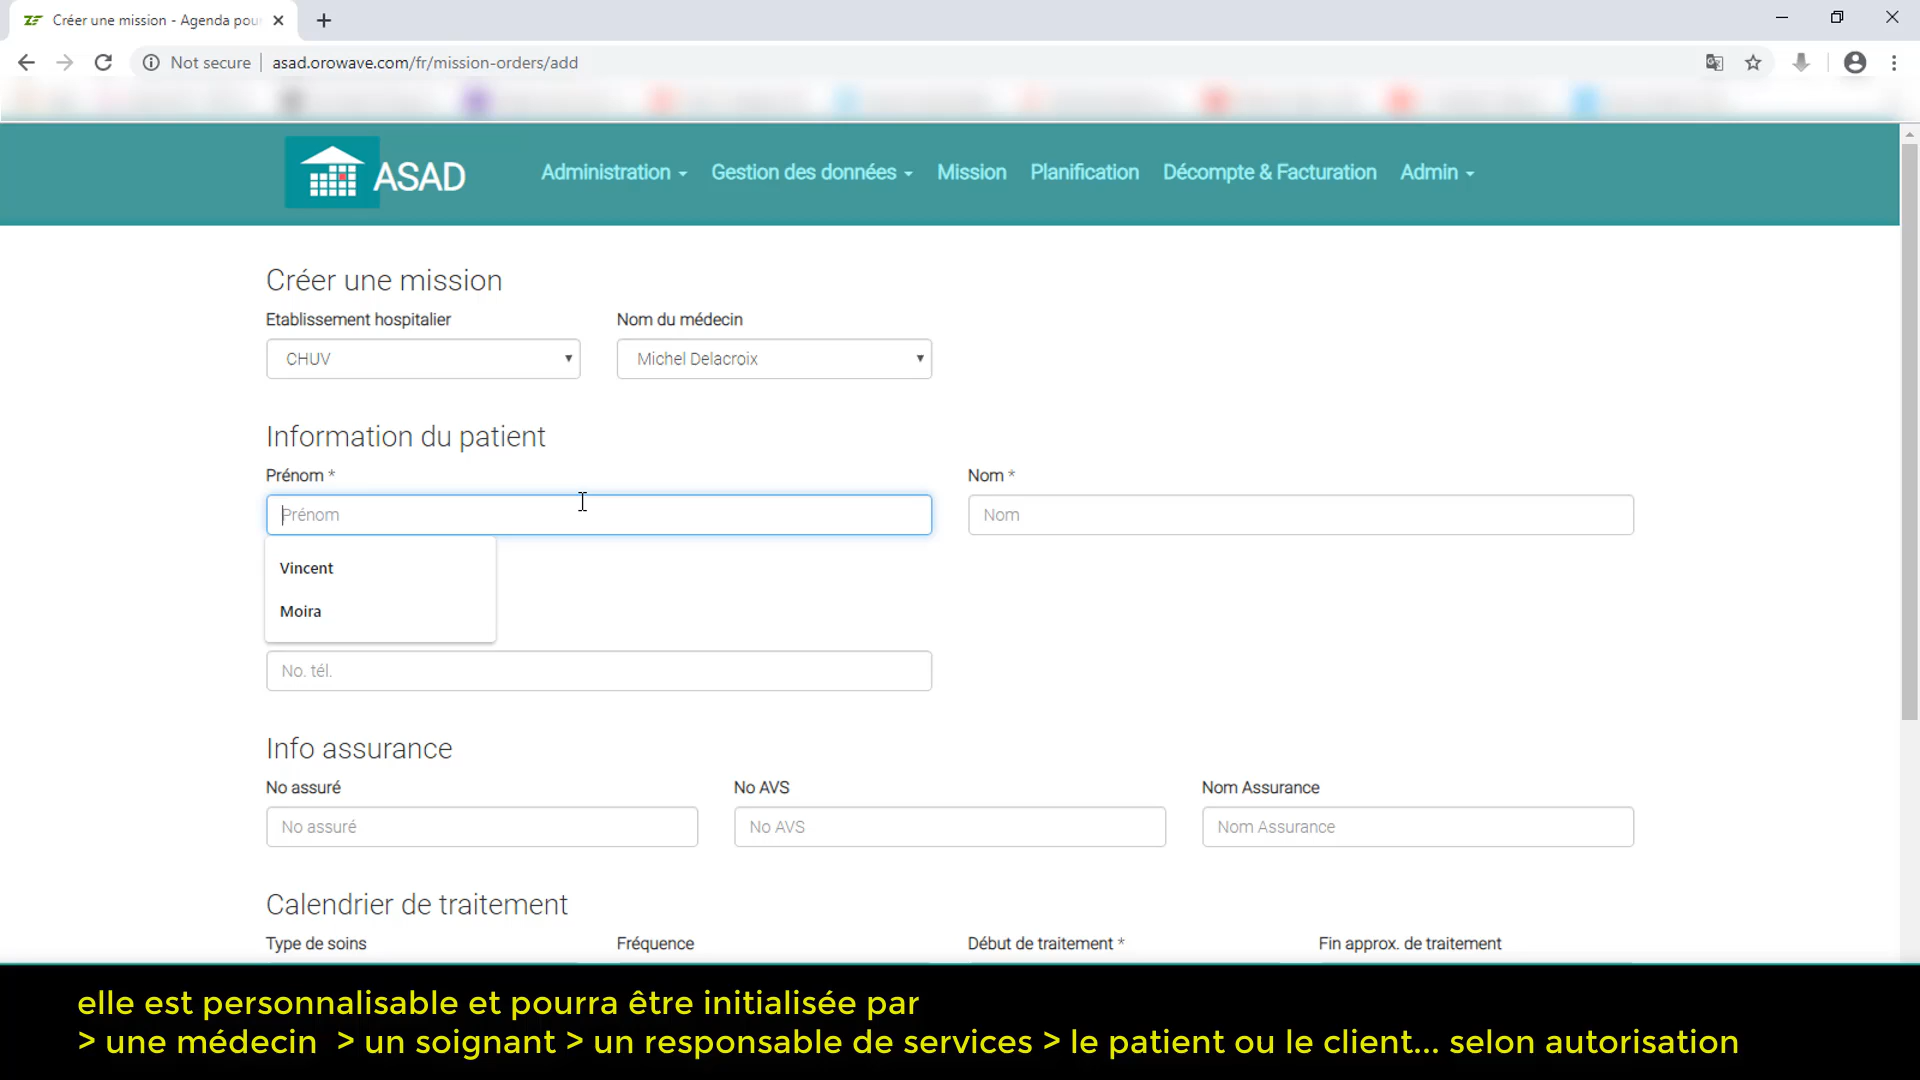 Créer une mission - Agenda pou
Not secure
asad.orowave.com/fr/mission-orders/add
ASAD
Administration
Gestion des données
Mission
Planification
Décompte & Facturation
Admin
Créer une mission
Etablissement hospitalier
Nom du médecin
CHUV
Michel Delacroix
Information du patient
Prénom *
Nom *
Prénom
Nom
Vincent
Moira
No. tél.
Info assurance
No assuré
No AVS
Nom Assurance
No assuré
No AVS
Nom Assurance
Calendrier de traitement
Type de soins
Fréquence
Début de traitement *
Fin approx. de traitement
elle est personnalisable et pourra être initialisée par
> une médecin > un soignant > un responsable de services > le patient ou le client... selon autorisation